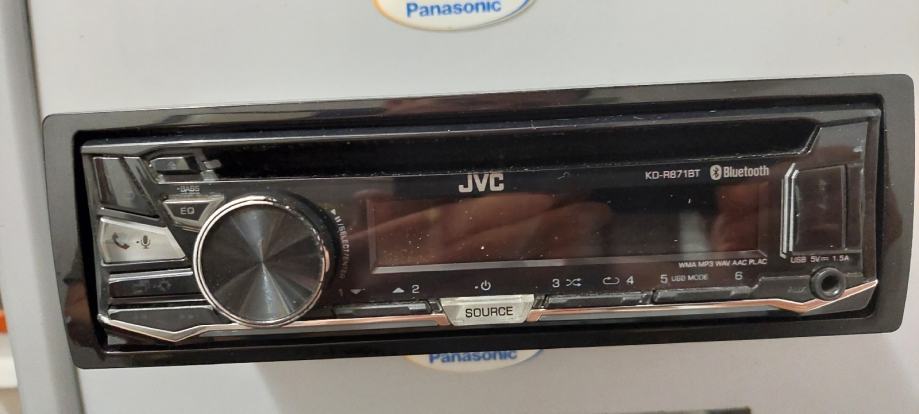 Panasonic
JVC
KD-R871BT Bluetooth
-BASS
EQ
WMA MP3 WAV AAC FLAC
USB 5V 1.5A
1
2
3
4
5 USB MODE
6
SOURCE
Panasonic